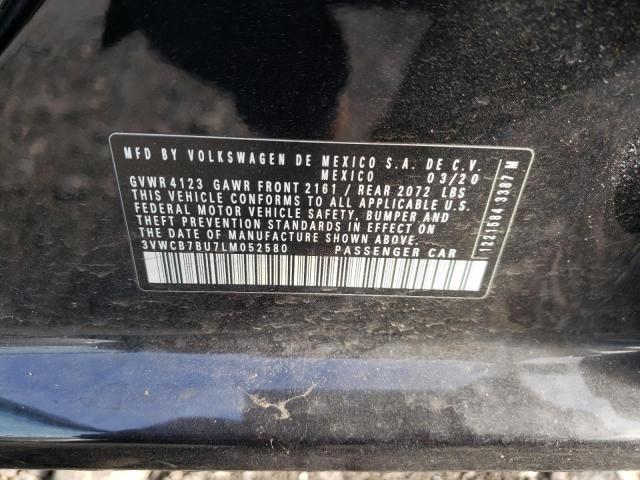 MFD BY VOLKSWAGEN DE MEXICO S.A. DE C.V.
MEXICO 03/20
GVWR 4123 GAWR FRONT 2161 / REAR 2072 LBS
THIS VEHICLE CONFORMS TO ALL APPLICABLE U.S.
FEDERAL MOTOR VEHICLE SAFETY, BUMPER AND
THEFT PREVENTION STANDARDS IN EFFECT ON
THE DATE OF MANUFACTURE SHOWN ABOVE.
3VWCB7BU7LM052580 PASSENGER CAR
1221584 3387 M